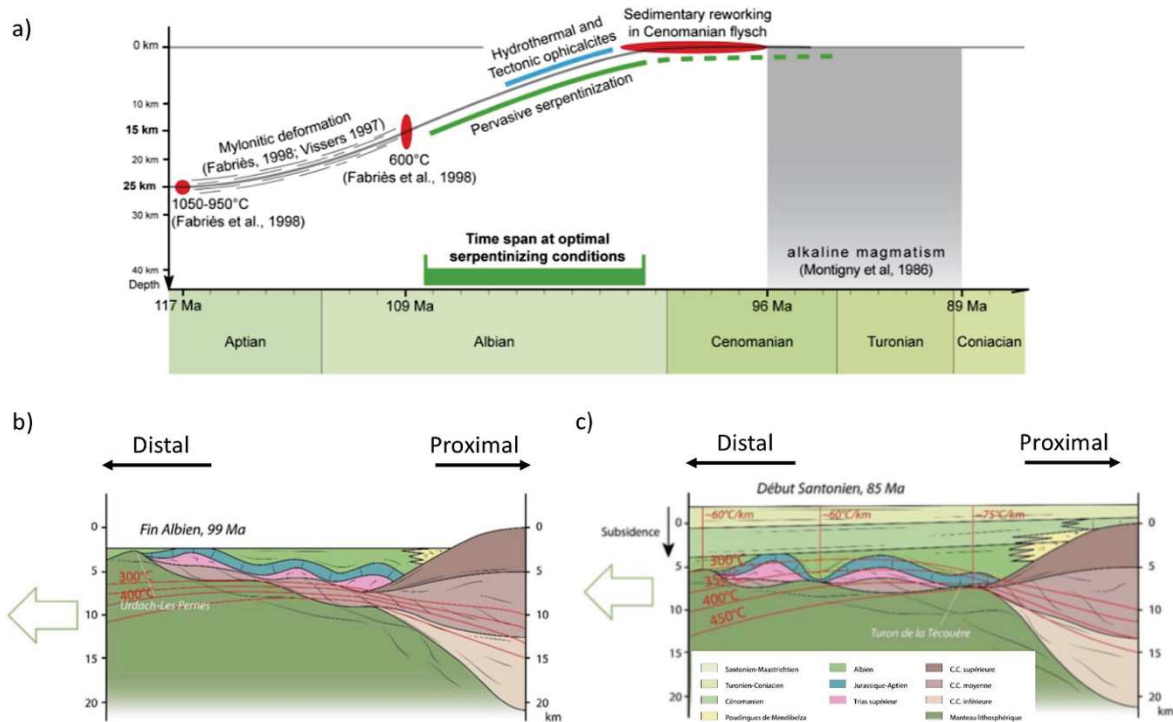 a)
Sedimentary reworking
in Cenomanian flysch
Hydrothermal and
Tectonic ophicalcites
0 km
Pervasive serpentinization
10 km
Mylonitic deformation
(Fabriès, 1998; Vissers 1997)
15 km
20 km
600°C
(Fabriès et al., 1998)
25 km
1050-950°C
(Fabriès et al., 1998)
30 km
Time span at optimal
serpentinizing conditions
alkaline magmatism
(Montigny et al, 1986)
40 km
Depth
117 Ma
109 Ma
96 Ma
89 Ma
Aptian
Albian
Cenomanian
Turonian
Coniacian
b)
Distal
Proximal
Fin Albien, 99 Ma
0
0
5
5
300°C
400°C
Urdach-Les Pernes
10
10
15
15
20
20
km
c)
Distal
Proximal
Début Santonien, 85 Ma
Subsidence
~60°C/km
~60°C/km
~75°C/km
0
0
300°C
5
5
350°C
400°C
10
10
450°C
Turon de la Técouère
15
15
20
20
km
Santonien-Maastrichtien
Turonien-Coniacien
Cénomanien
Poudingues de Mendibelza
Albien
Jurassique-Aptien
Trias supérieur
C.C. supérieure
C.C. moyenne
C.C. inférieure
Manteau lithosphérique